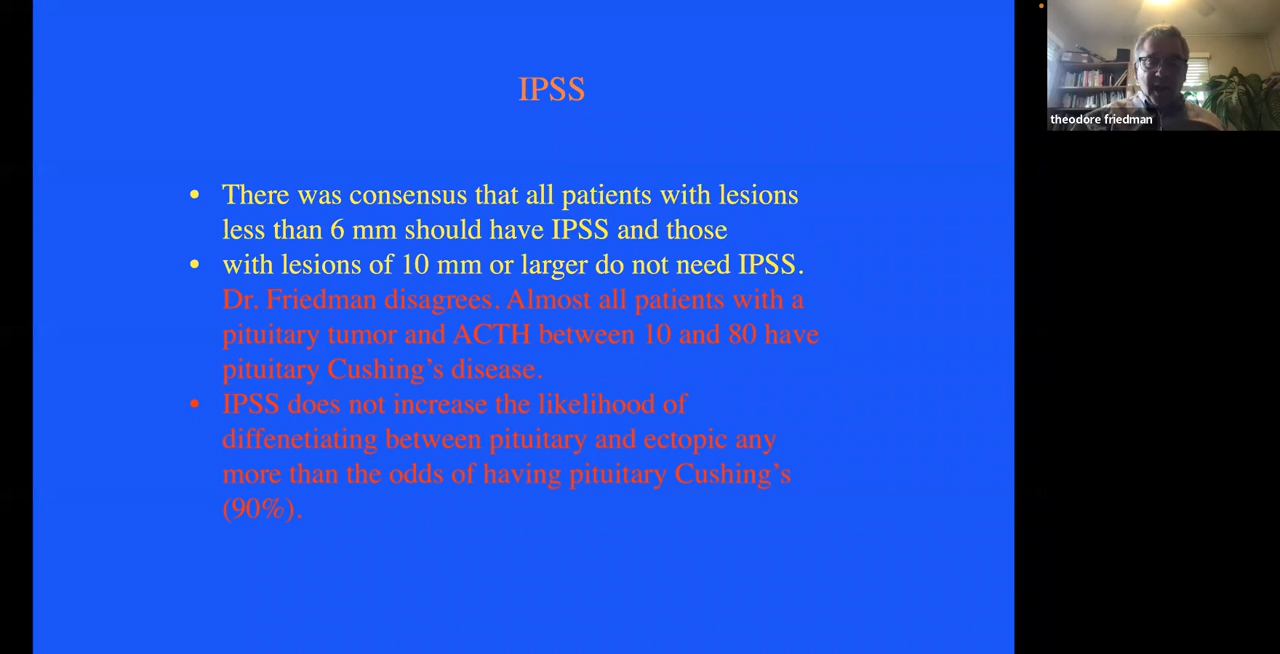 IPSS
• There was consensus that all patients with lesions
less than 6 mm should have IPSS and those
• with lesions of 10 mm or larger do not need IPSS.
Dr. Friedman disagrees. Almost all patients with a
pituitary tumor and ACTH between 10 and 80 have
pituitary Cushing’s disease.
• IPSS does not increase the likelihood of
diffenetiating between pituitary and ectopic any
more than the odds of having pituitary Cushing’s
(90%).
theodore friedman